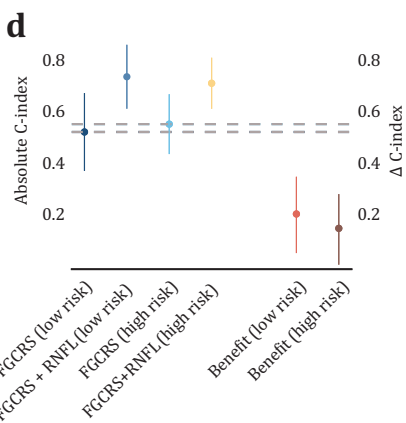 d
Absolute C-index
0.8
0.6
0.4
0.2
0.8
0.6
0.4
0.2
Δ C-index
FGCRS (low risk)
FGCRS + RNFL (low risk)
FGCRS (high risk)
FGCRS+RNFL (high risk)
Benefit (low risk)
Benefit (high risk)